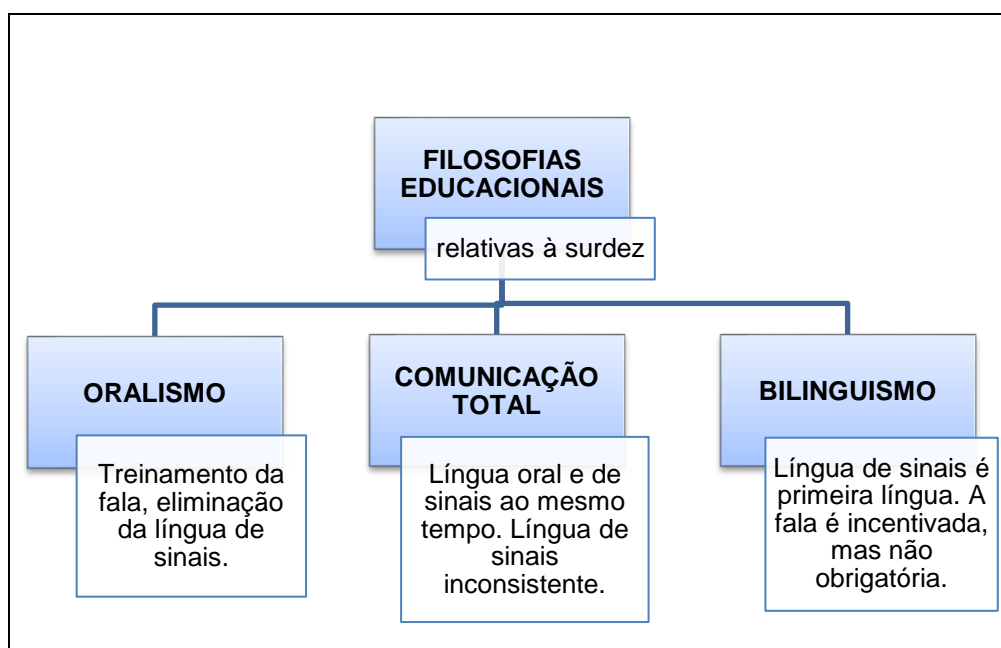 FILOSOFIAS
EDUCACIONAIS
relativas à surdez
ORALISMO
Treinamento da
fala, eliminação
da língua de
sinais.
COMUNICAÇÃO
TOTAL
Língua oral e de
sinais ao mesmo
tempo. Língua de
sinais
inconsistente.
BILINGUISMO
Língua de sinais é
primeira língua. A
fala é incentivada,
mas não
obrigatória.